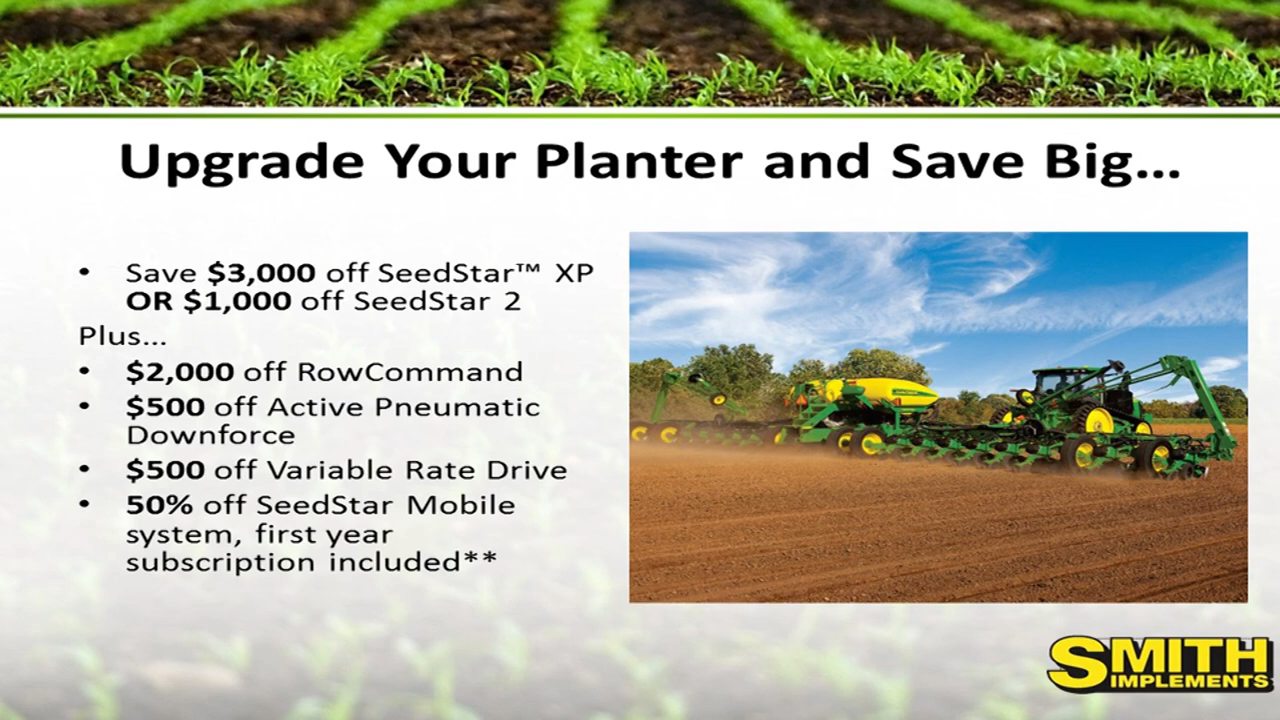 Upgrade Your Planter and Save Big...
• Save $3,000 off SeedStar™ XP
OR $1,000 off SeedStar 2
Plus...
• $2,000 off RowCommand
• $500 off Active Pneumatic
Downforce
• $500 off Variable Rate Drive
• 50% off SeedStar Mobile
system, first year
subscription included**
SMITH
IMPLEMENTS